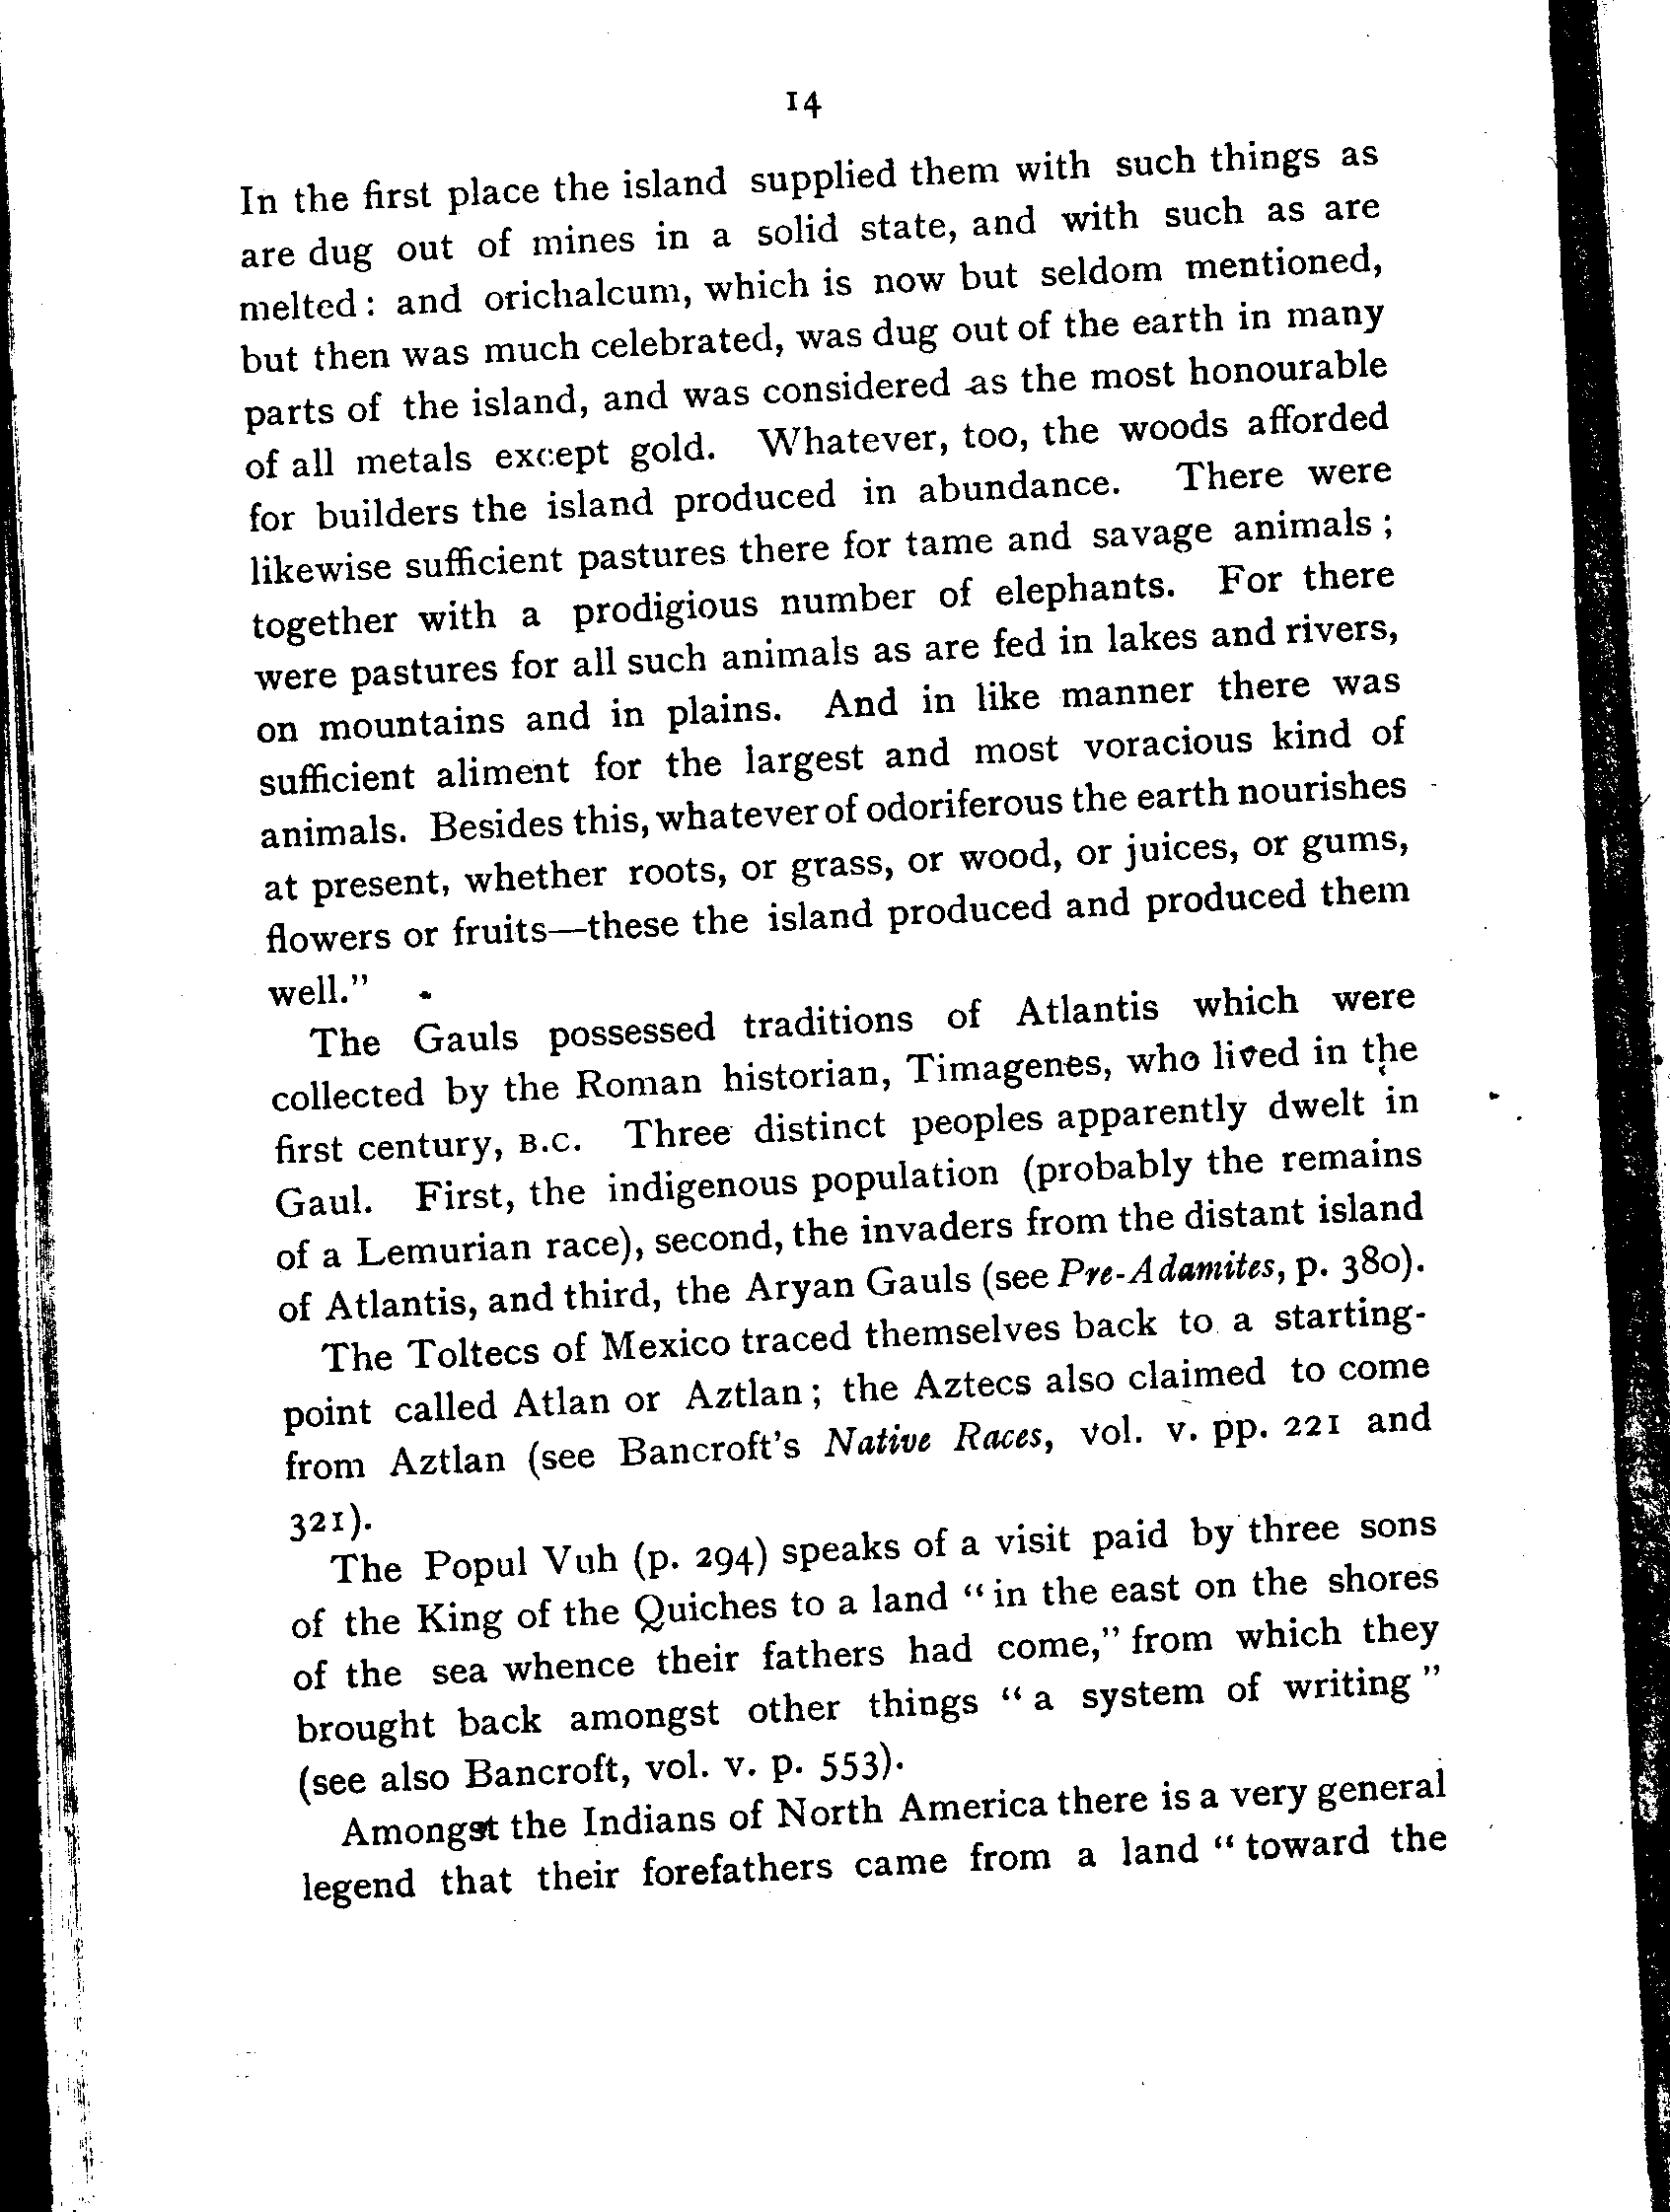 14
In the first place the island supplied them with such things as
are dug out of mines in a solid state, and with such as are
melted : and orichalcum, which is now but seldom mentioned,
but then was much celebrated, was dug out of the earth in many
parts of the island, and was considered as the most honourable
of all metals except gold. Whatever, too, the woods afforded
for builders the island produced in abundance. There were
likewise sufficient pastures there for tame and savage animals ;
together with a prodigious number of elephants. For there
were pastures for all such animals as are fed in lakes and rivers,
on mountains and in plains. And in like manner there was
sufficient aliment for the largest and most voracious kind of
animals. Besides this, whatever of odoriferous the earth nourishes
at present, whether roots, or grass, or wood, or juices, or gums,
flowers or fruits—these the island produced and produced them
well."
The Gauls possessed traditions of Atlantis which were
collected by the Roman historian, Timagenes, who lived in the
first century, B.C. Three distinct peoples apparently dwelt in
Gaul. First, the indigenous population (probably the remains
of a Lemurian race), second, the invaders from the distant island
of Atlantis, and third, the Aryan Gauls (see Pre-Adamites, p. 380).
The Toltecs of Mexico traced themselves back to a starting-
point called Atlan or Aztlan ; the Aztecs also claimed to come
from Aztlan (see Bancroft's Native Races, vol. v. pp. 221 and
321).
The Popul Vuh (p. 294) speaks of a visit paid by three sons
of the King of the Quiches to a land "in the east on the shores
of the sea whence their fathers had come," from which they
brought back amongst other things "a system of writing"
(see also Bancroft, vol. v. p. 553).
Amongst the Indians of North America there is a very general
legend that their forefathers came from a land "toward the